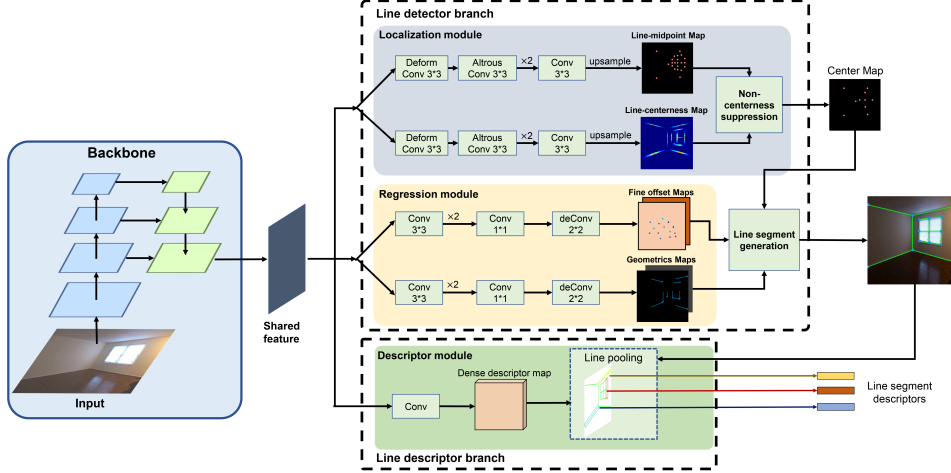 Line detector branch
Localization module
Deform
Conv 3*3
Altrous
Conv 3*3
×2
Conv
3*3
upsample
Line-midpoint Map
Deform
Conv 3*3
Altrous
Conv 3*3
×2
Conv
3*3
upsample
Line-centerness Map
Non-
centerness
suppression
Center Map
Backbone
Input
Shared
feature
Regression module
Conv
3*3
×2
Conv
1*1
deConv
2*2
Fine offset Maps
Conv
3*3
×2
Conv
1*1
deConv
2*2
Geometrics Maps
Line segment
generation
Descriptor module
Conv
Dense descriptor map
Line pooling
Line segment
descriptors
Line descriptor branch